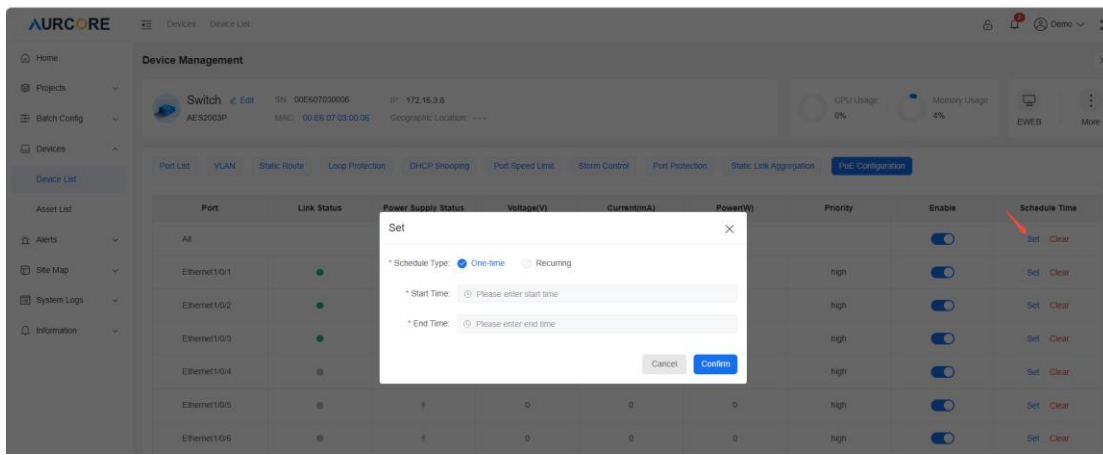 AURCORE
Devices Device List
2
Demo
Home
Projects
Batch Config
Devices
Device List
Asset List
Alerts
Site Map
System Logs
Information
Device Management
Switch Edit SN: 00E607030006 IP: 172.16.3.8
AES2003P MAC: 00:E6:07:03:00:06 Geographic Location: ---
CPU Usage
0%
Memory Usage
4%
EWEB
More
Port List VLAN Static Route Loop Protection DHCP Snooping Port Speed Limit Storm Control Port Protection Static Link Aggregation PoE Configuration
Port Link Status Power Supply Status Voltage(V) Current(mA) Power(W) Priority Enable Schedule Time
All Set Clear
Ethernet1/0/1 high Set Clear
Ethernet1/0/2 high Set Clear
Ethernet1/0/3 high Set Clear
Ethernet1/0/4 high Set Clear
Ethernet1/0/5 0 0 0 high Set Clear
Ethernet1/0/6 0 0 0 high Set Clear
Set
* Schedule Type: One-time Recurring
* Start Time: Please enter start time
* End Time: Please enter end time
Cancel Confirm